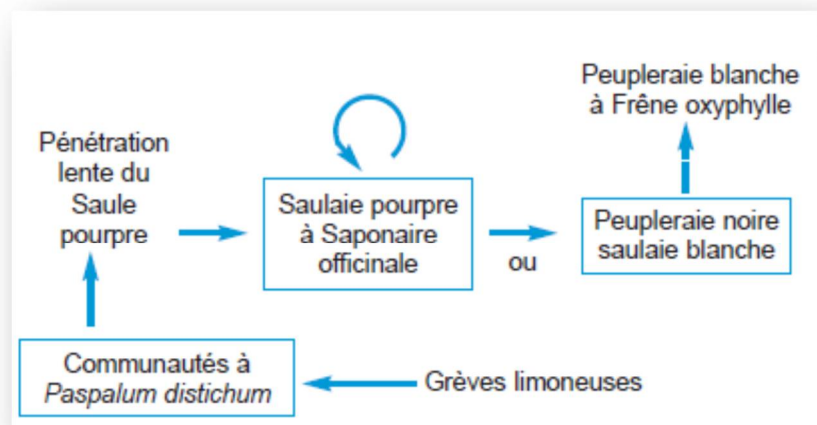 Peupleraie blanche
à Frêne oxyphylle
Pénétration
lente du
Saule
pourpre
Saulaie pourpre
à Saponaire
officinale
ou
Peupleraie noire
saulaie blanche
Communautés à
Paspalum distichum
Grèves limoneuses